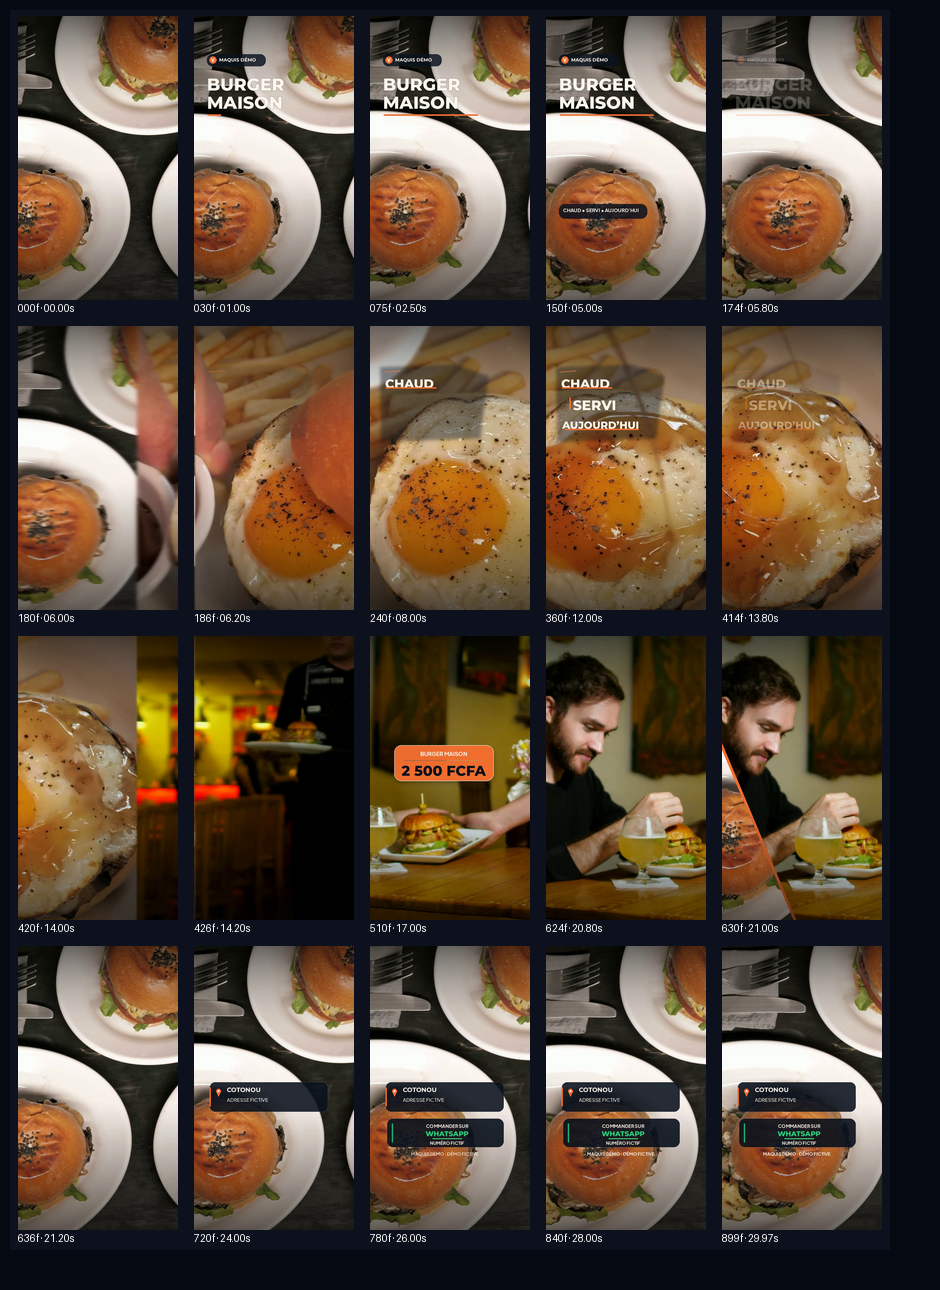 MAQUIS DÉMO
BURGER
MAISON
MAQUIS DÉMO
BURGER
MAISON
MAQUIS DÉMO
BURGER
MAISON
CHAUD • SERVI • AUJOURD'HUI
MAQUIS DÉMO
BURGER
MAISON
000f·00.00s
030f·01.00s
075f·02.50s
150f·05.00s
174f·05.80s
CHAUD
CHAUD
SERVI
AUJOURD'HUI
CHAUD
SERVI
AUJOURD'HUI
180f·06.00s
186f·06.20s
240f·08.00s
360f·12.00s
414f·13.80s
BURGER MAISON
2 500 FCFA
420f·14.00s
426f·14.20s
510f·17.00s
624f·20.80s
630f·21.00s
COTONOU
ADRESSE FICTIVE
COTONOU
ADRESSE FICTIVE
COMMANDER SUR
WHATSAPP
NUMÉRO FICTIF
MAQUIS DÉMO · DÉMO FICTIVE
COTONOU
ADRESSE FICTIVE
COMMANDER SUR
WHATSAPP
NUMÉRO FICTIF
MAQUIS DÉMO · DÉMO FICTIVE
COTONOU
ADRESSE FICTIVE
COMMANDER SUR
WHATSAPP
NUMÉRO FICTIF
MAQUIS DÉMO · DÉMO FICTIVE
636f·21.20s
720f·24.00s
780f·26.00s
840f·28.00s
899f·29.97s